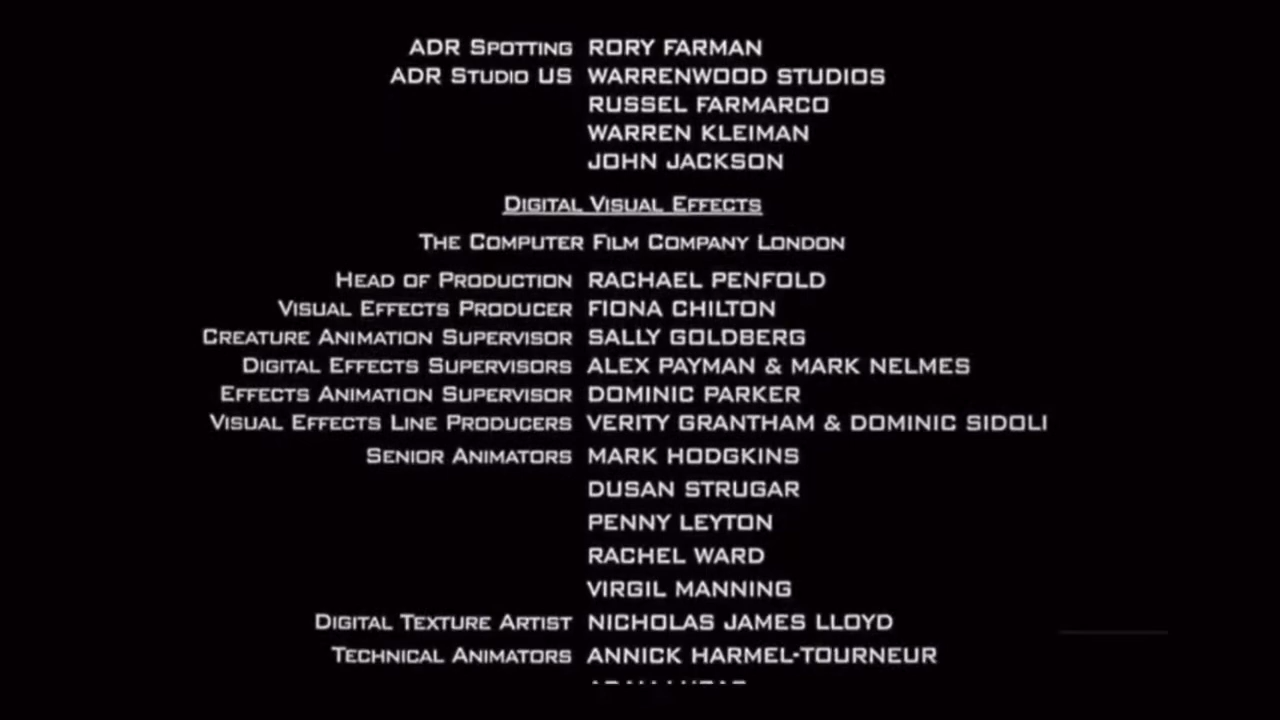 ADR Spotting RORY FARMAN
ADR Studio US WARRENWOOD STUDIOS
RUSSEL FARMARCO
WARREN KLEIMAN
JOHN JACKSON
Digital Visual Effects
The Computer Film Company London
Head of Production RACHAEL PENFOLD
Visual Effects Producer FIONA CHILTON
Creature Animation Supervisor SALLY GOLDBERG
Digital Effects Supervisors ALEX PAYMAN & MARK NELMES
Effects Animation Supervisor DOMINIC PARKER
Visual Effects Line Producers VERITY GRANTHAM & DOMINIC SIDOLI
Senior Animators MARK HODGKINS
DUSAN STRUGAR
PENNY LEYTON
RACHEL WARD
VIRGIL MANNING
Digital Texture Artist NICHOLAS JAMES LLOYD
Technical Animators ANNICK HARMEL-TOURNEUR